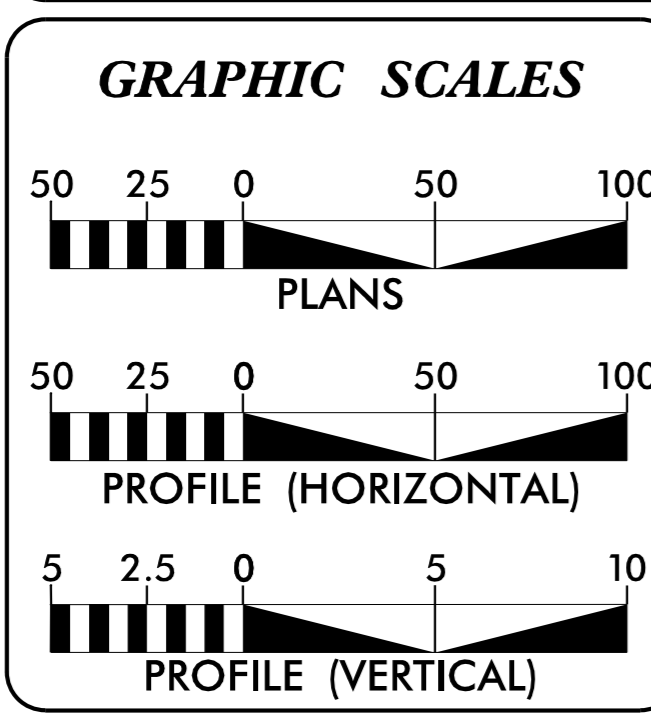 GRAPHIC SCALES
50 25 0 50 100
PLANS
50 25 0 50 100
PROFILE (HORIZONTAL)
5 2.5 0 5 10
PROFILE (VERTICAL)